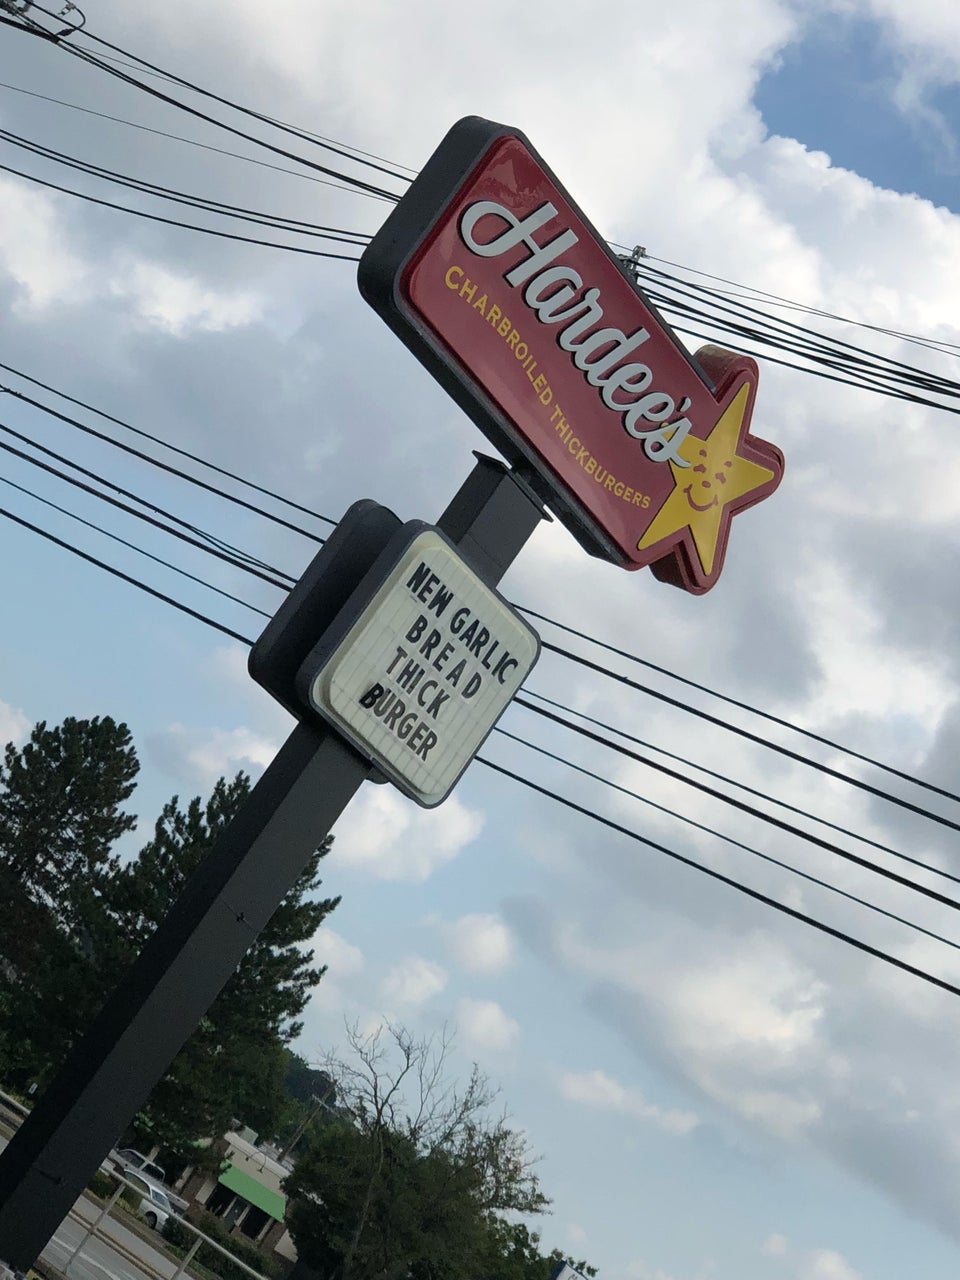 Hardee's
CHARBROILED THICKBURGERS
NEW GARLIC
BREAD
THICK
BURGER